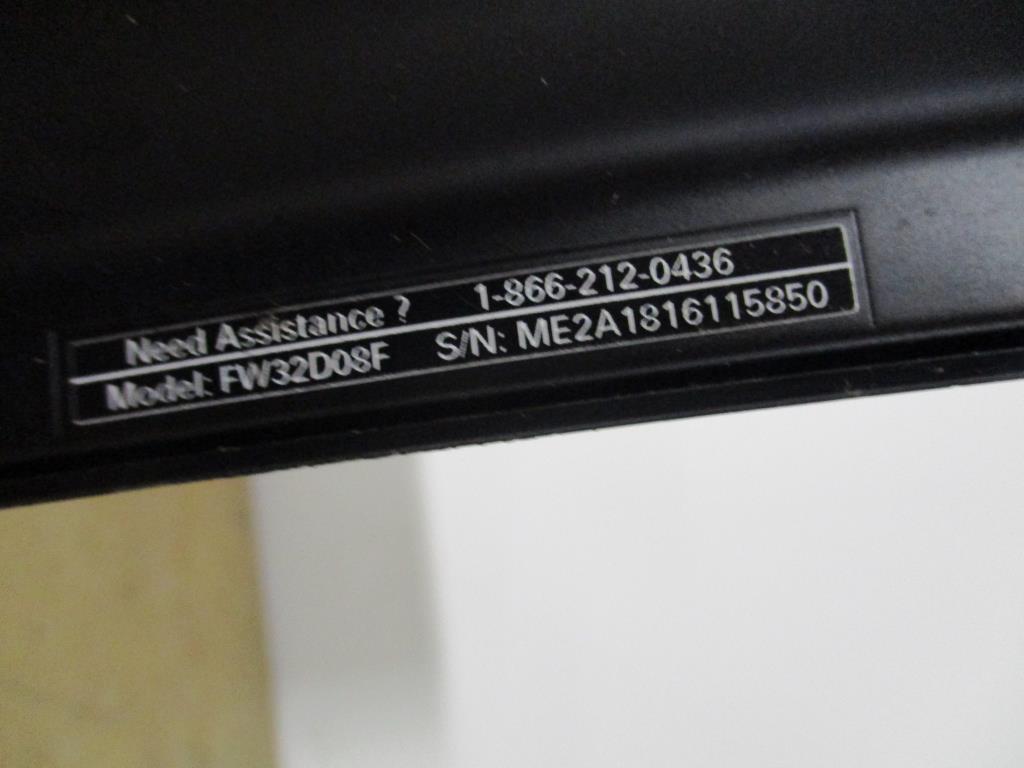 Need Assistance ? 1-866-212-0436
Model: FW32D08F S/N: ME2A1816115850